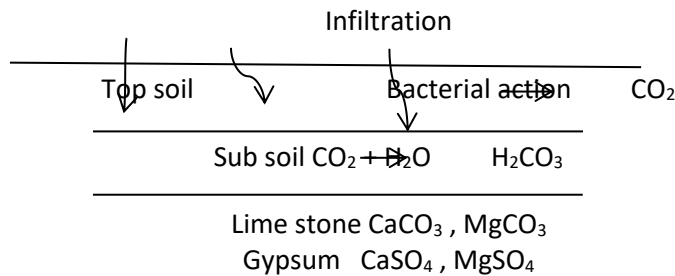 Infiltration
Top soil Bacterial action CO₂
Sub soil CO₂ + H₂O H₂CO₃
Lime stone CaCO₃ , MgCO₃
Gypsum CaSO₄ , MgSO₄